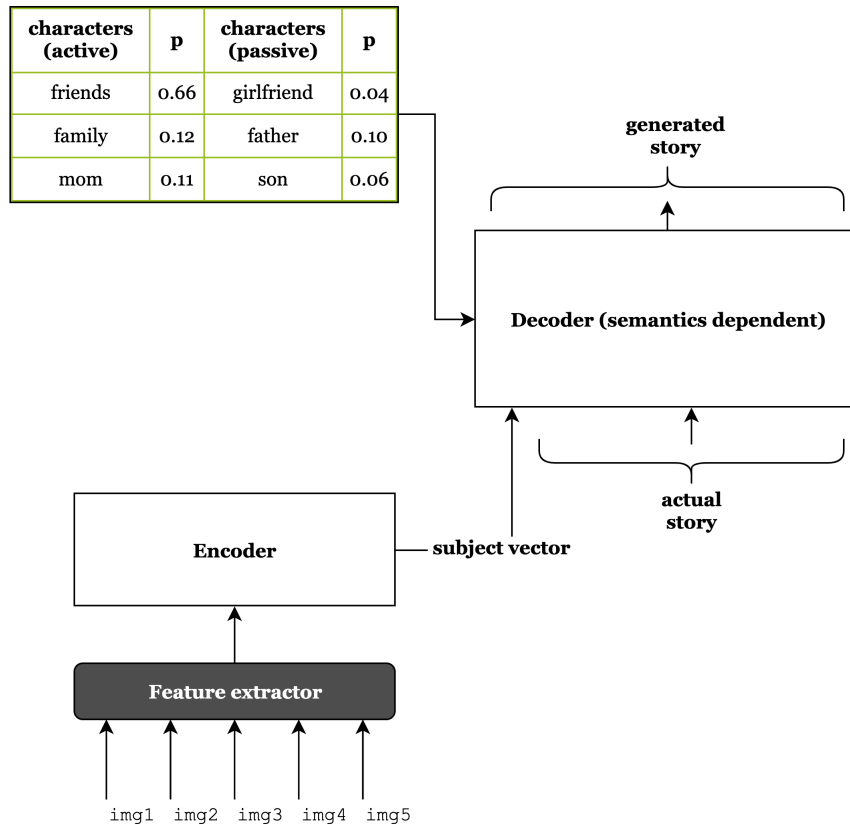 characters (active) p characters (passive) p
friends 0.66 girlfriend 0.04
family 0.12 father 0.10
mom 0.11 son 0.06
generated
story
Decoder (semantics dependent)
actual
story
Encoder
subject vector
Feature extractor
img1 img2 img3 img4 img5